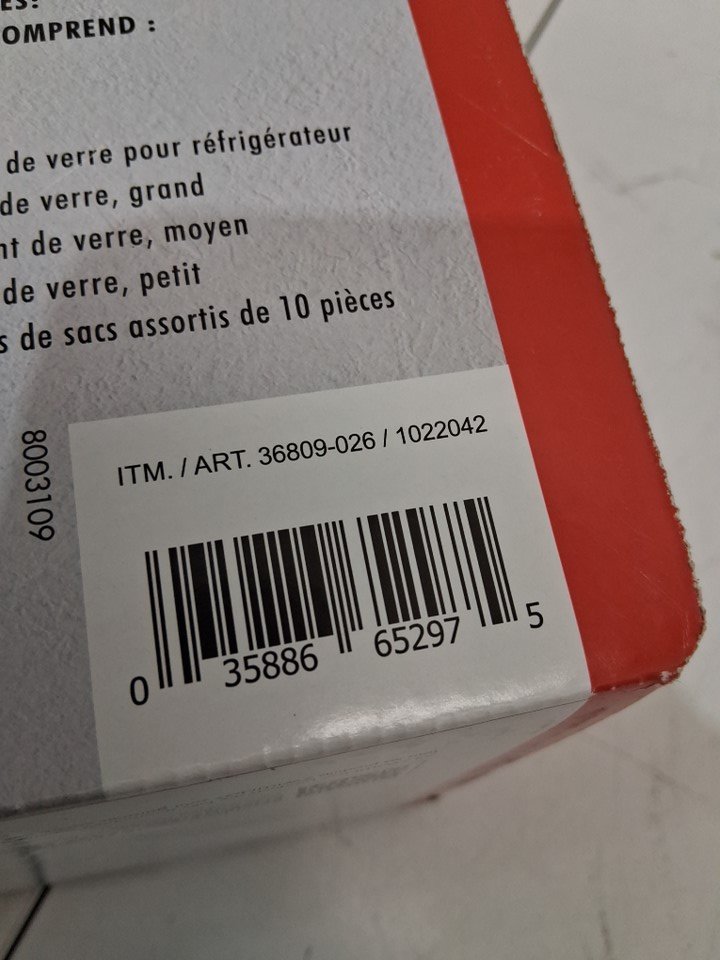 ES:
OMPREND :
de verre pour réfrigérateur
de verre, grand
nt de verre, moyen
de verre, petit
s de sacs assortis de 10 pièces
8003109
ITM. / ART. 36809-026 / 1022042
0 35886 65297 5